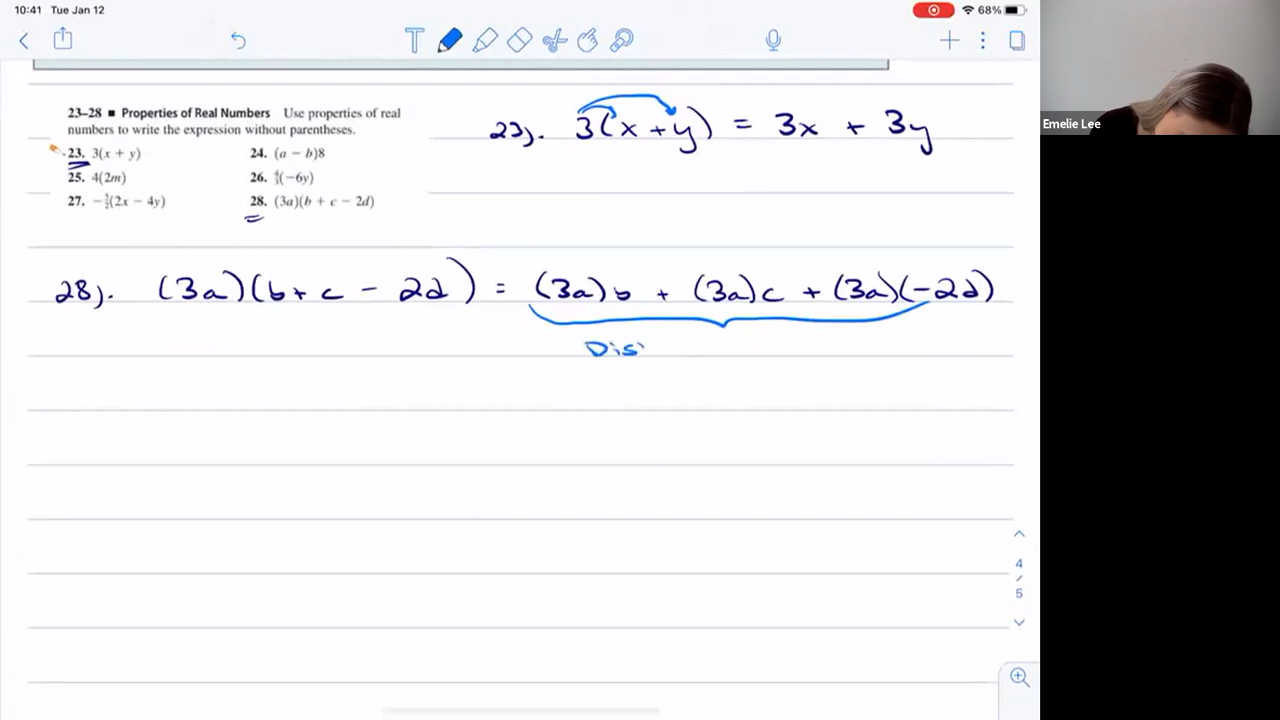 10:41 Tue Jan 12
68%
T
23–28 ■ Properties of Real Numbers Use properties of real
numbers to write the expression without parentheses.
23. 3(x + y) 24. (a − b)8
25. 4(2m) 26. (−6y)
27. −(2x − 4y) 28. (3a)(b + c − 2d)
23). 3(x + y) = 3x + 3y
28). (3a)(b + c − 2d) = (3a)b + (3a)c + (3a)(−2d)
Dis
4
/
5
Emelie Lee